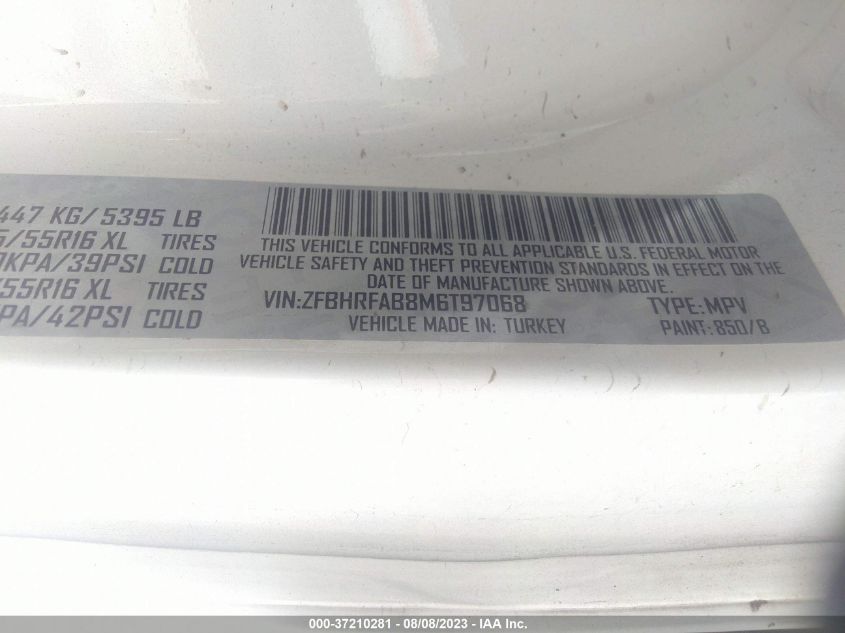 447 KG/ 5395 LB
/55R16 XL TIRES
KPA/39PSI COLD
55R16 XL TIRES
PA/42PSI COLD
THIS VEHICLE CONFORMS TO ALL APPLICABLE U.S. FEDERAL MOTOR
VEHICLE SAFETY AND THEFT PREVENTION STANDARDS IN EFFECT ON THE
DATE OF MANUFACTURE SHOWN ABOVE.
VIN:ZFBHRFAB8M6T97068 TYPE:MPV
VEHICLE MADE IN: TURKEY PAINT:850/B
000-37210281 - 08/08/2023 - IAA Inc.